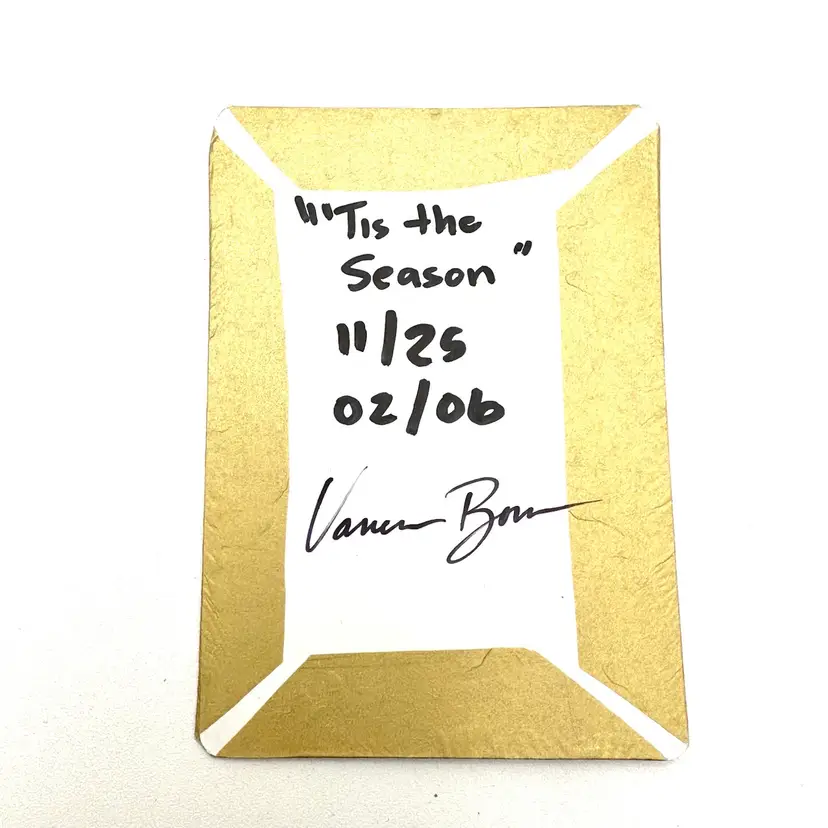 "'Tis the
Season"
11/25
02/06